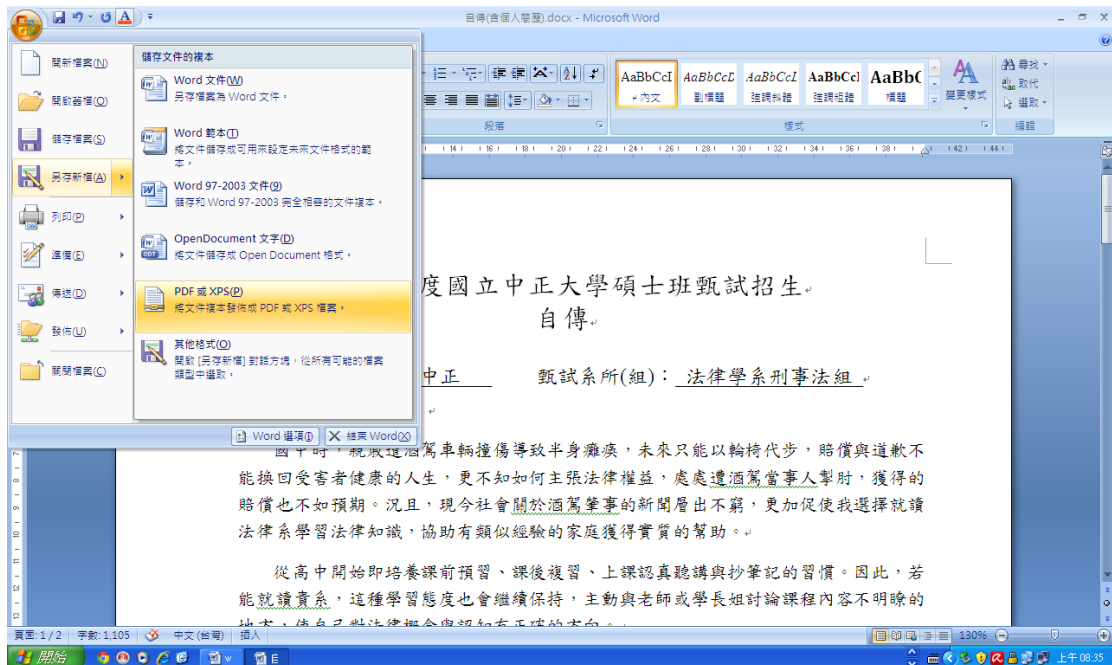 自傳(含個人簡歷).docx - Microsoft Word
開新檔案(N)
開啟舊檔(O)
儲存檔案(S)
另存新檔(A)
列印(P)
準備(E)
傳送(D)
發佈(U)
關閉檔案(C)
儲存文件的複本
Word 文件(W)
另存檔案為 Word 文件。
Word 範本(T)
將文件儲存成可用來設定未來文件格式的範
本。
Word 97-2003 文件(9)
儲存和 Word 97-2003 完全相容的文件複本。
OpenDocument 文字(D)
將文件儲存成 Open Document 格式。
PDF 或 XPS(P)
將文件複本發佈成 PDF 或 XPS 檔案。
其他格式(O)
開啟 [另存新檔] 對話方塊，從所有可能的檔案
類型中選取。
Word 選項(I)
結束 Word(X)
AaBbCcI AaBbCcD AaBbCcI AaBbCcl AaBb(
內文 副標題 強調斜體 強調粗體 標題
變更樣式
尋找
取代
選取
段落 樣式 編輯
度國立中正大學碩士班甄試招生
自傳
中正 甄試系所(組)：法律學系刑事法組
國中時，親戚遭酒駕車輛撞傷導致半身癱瘓，未來只能以輪椅代步，賠償與道歉不
能換回受害者健康的人生，更不知如何主張法律權益，處處遭酒駕當事人掣肘，獲得的
賠償也不如預期。況且，現今社會關於酒駕肇事的新聞層出不窮，更加促使我選擇就讀
法律系學習法律知識，協助有類似經驗的家庭獲得實質的幫助。
從高中開始即培養課前預習、課後複習、上課認真聽講與抄筆記的習慣。因此，若
能就讀貴系，這種學習態度也會繼續保持，主動與老師或學長姐討論課程內容不明瞭的
地方，使自己對法律概念與認知有正確的方向。
頁面: 1/2 字數: 1,105 中文 (台灣) 插入 130%
開始 上午 08:35